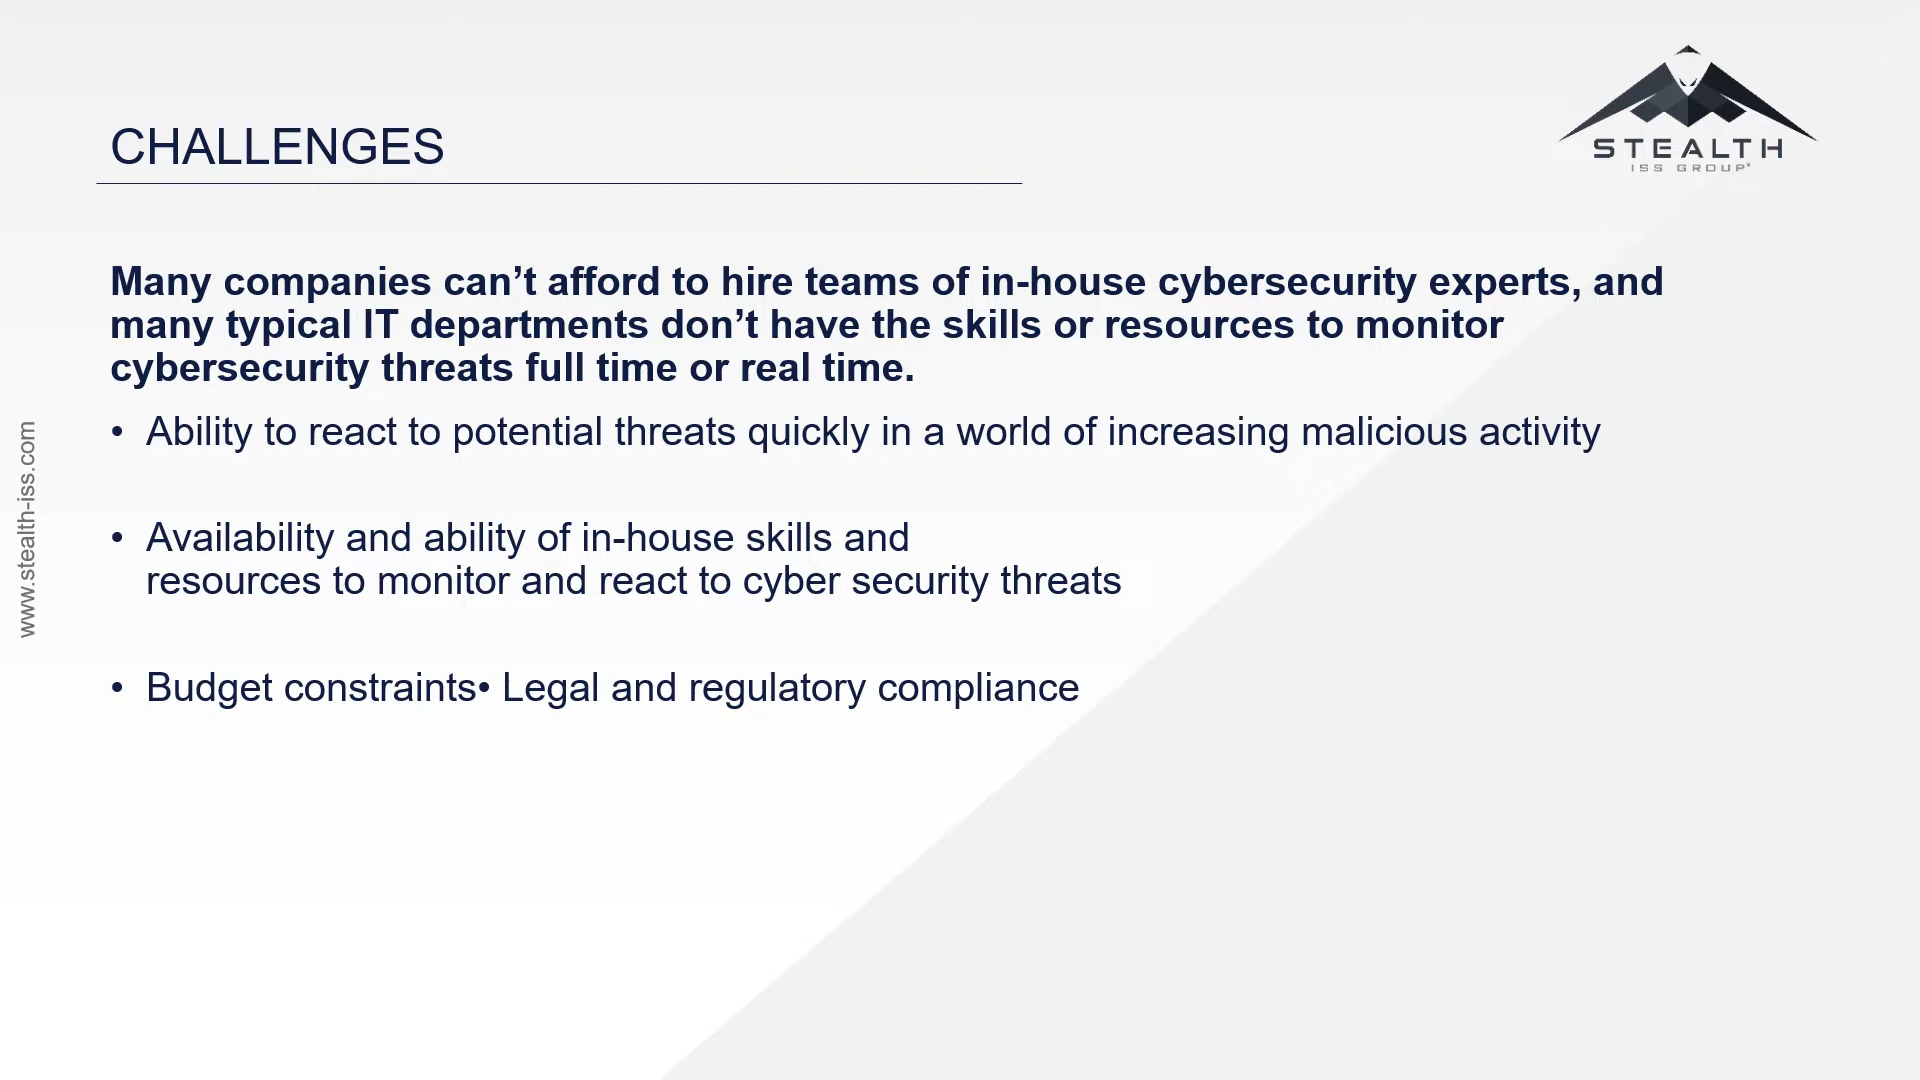 STEALTH
ISS GROUP
CHALLENGES
Many companies can’t afford to hire teams of in-house cybersecurity experts, and
many typical IT departments don’t have the skills or resources to monitor
cybersecurity threats full time or real time.
• Ability to react to potential threats quickly in a world of increasing malicious activity
• Availability and ability of in-house skills and
resources to monitor and react to cyber security threats
• Budget constraints• Legal and regulatory compliance
www.stealth-iss.com